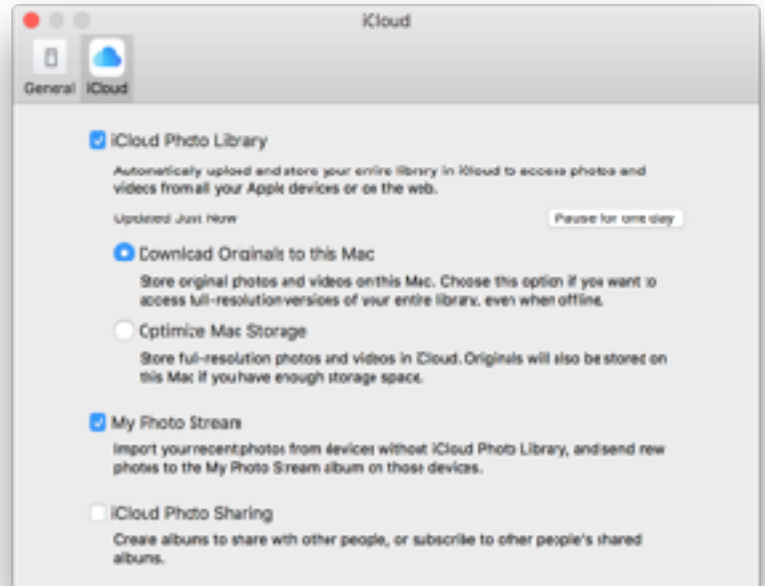 iCloud
General iCloud
iCloud Photo Library
Automatically upload and store your entire library in iCloud to access photos and
videos from all your Apple devices or on the web.
Updated Just Now Pause for one day
Download Originals to this Mac
Store original photos and videos on this Mac. Choose this option if you want to
access full-resolution versions of your entire library, even when offline.
Optimize Mac Storage
Store full-resolution photos and videos in iCloud. Originals will also be stored on
this Mac if you have enough storage space.
My Photo Stream
Import your recent photos from devices without iCloud Photo Library, and send new
photos to the My Photo Stream album on those devices.
iCloud Photo Sharing
Create albums to share with other people, or subscribe to other people's shared
albums.